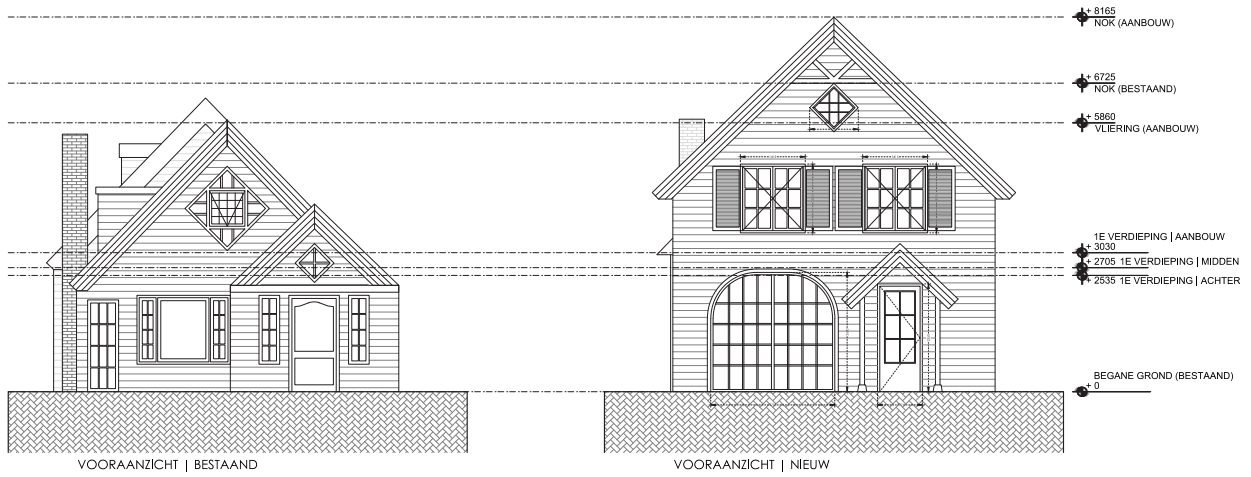 + 8165
NOK (AANBOUW)
+ 6725
NOK (BESTAAND)
+ 5860
VLIERING (AANBOUW)
1E VERDIEPING | AANBOUW
+ 3030
+ 2705 1E VERDIEPING | MIDDEN
+ 2535 1E VERDIEPING | ACHTER
BEGANE GROND (BESTAAND)
+ 0
VOORAANZICHT | BESTAAND
VOORAANZICHT | NIEUW